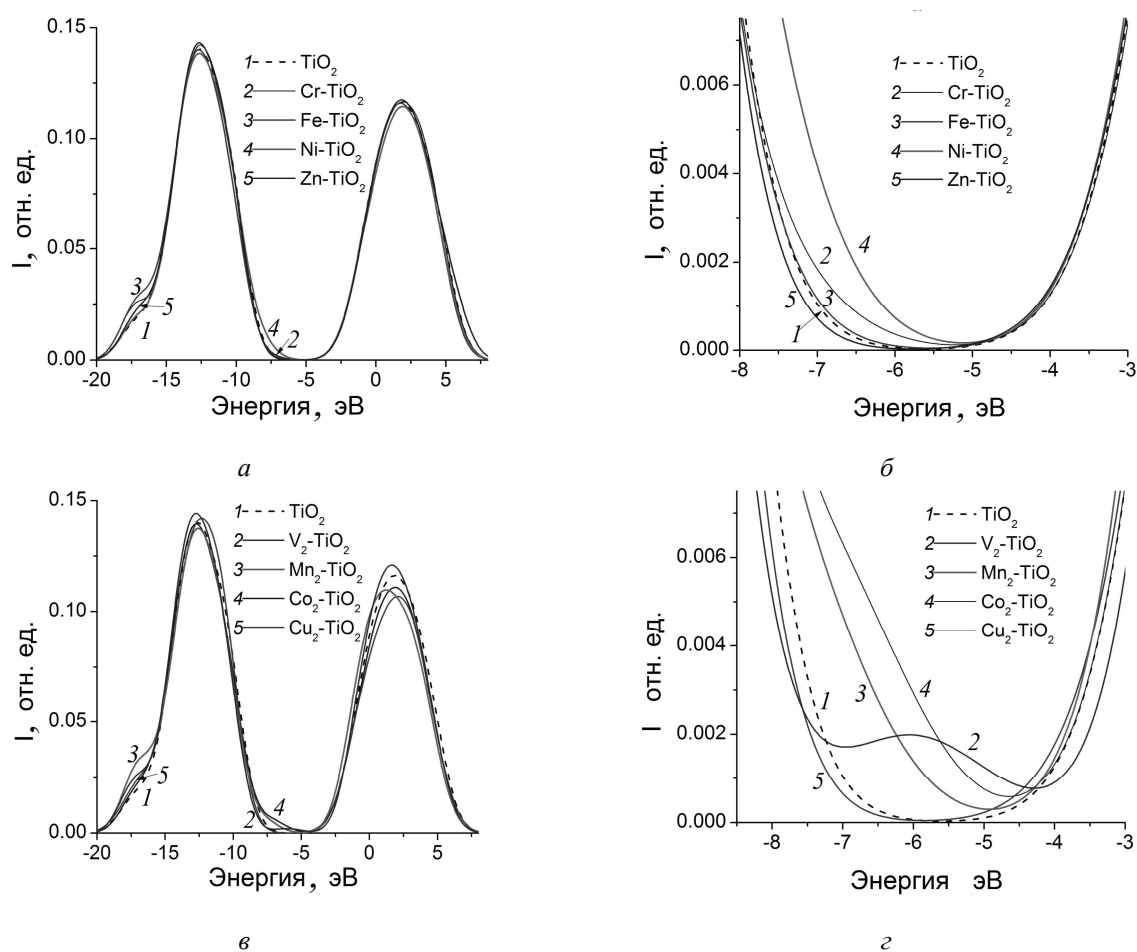 0.15
0.10
0.05
0.00
I, отн. ед.
-20 -15 -10 -5 0 5
Энергия, эВ
1 TiO2
2 Cr-TiO2
3 Fe-TiO2
4 Ni-TiO2
5 Zn-TiO2
3
5
1
4
2
а
0.006
0.004
0.002
0.000
I, отн. ед.
-8 -7 -6 -5 -4 -3
Энергия, эВ
1 TiO2
2 Cr-TiO2
3 Fe-TiO2
4 Ni-TiO2
5 Zn-TiO2
4
2
3
5
1
б
0.15
0.10
0.05
0.00
I, отн. ед.
-20 -15 -10 -5 0 5
Энергия, эВ
1 TiO2
2 V2-TiO2
3 Mn2-TiO2
4 Co2-TiO2
5 Cu2-TiO2
3
5
1
4
2
в
0.006
0.004
0.002
0.000
I отн. ед.
-8 -7 -6 -5 -4 -3
Энергия эВ
1 TiO2
2 V2-TiO2
3 Mn2-TiO2
4 Co2-TiO2
5 Cu2-TiO2
1
3
4
2
5
г